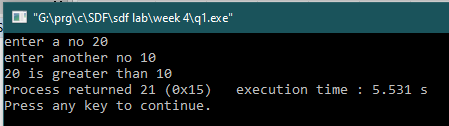 "G:\prg\c\SDF\sdf lab\week 4\q1.exe"
enter a no 20
enter another no 10
20 is greater than 10
Process returned 21 (0x15)   execution time : 5.531 s
Press any key to continue.